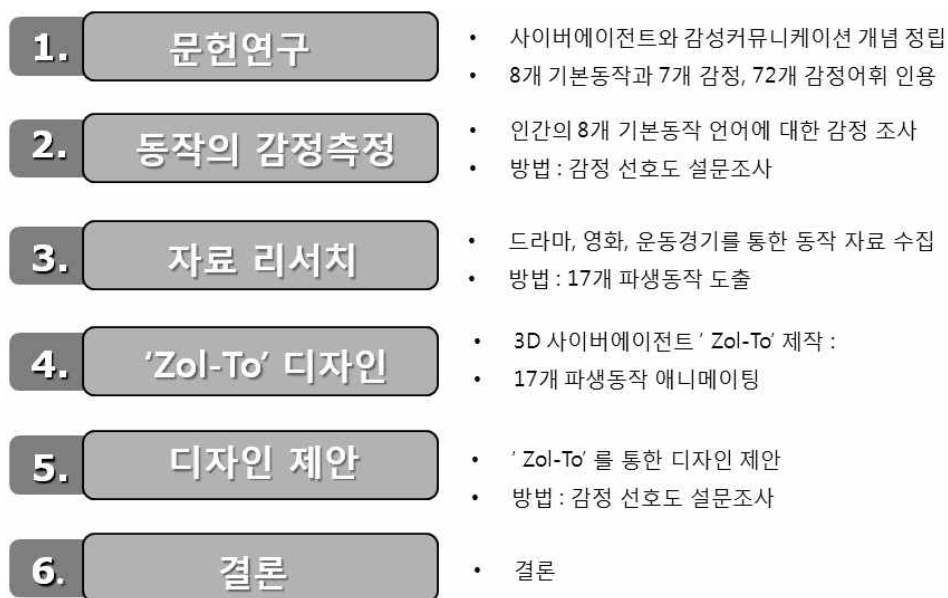 1. 문헌연구
• 사이버에이전트와 감성커뮤니케이션 개념 정립
• 8개 기본동작과 7개 감정, 72개 감정어휘 인용
2. 동작의 감정측정
• 인간의 8개 기본동작 언어에 대한 감정 조사
• 방법 : 감정 선호도 설문조사
3. 자료 리서치
• 드라마, 영화, 운동경기를 통한 동작 자료 수집
• 방법 : 17개 파생동작 도출
4. 'Zol-To' 디자인
• 3D 사이버에이전트 ' Zol-To' 제작 :
• 17개 파생동작 애니메이팅
5. 디자인 제안
• ' Zol-To' 를 통한 디자인 제안
• 방법 : 감정 선호도 설문조사
6. 결론
• 결론